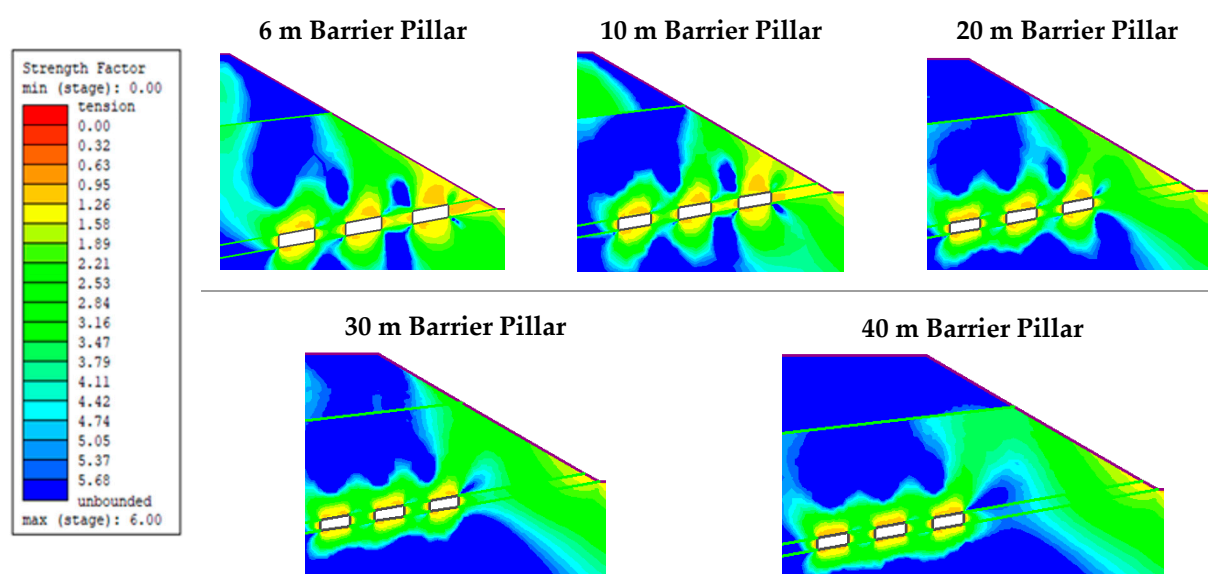 6 m Barrier Pillar
10 m Barrier Pillar
20 m Barrier Pillar
Strength Factor
min (stage): 0.00
tension
0.00
0.32
0.63
0.95
1.26
1.58
1.89
2.21
2.53
2.84
3.16
3.47
3.79
4.11
4.42
4.74
5.05
5.37
5.68
unbounded
max (stage): 6.00
30 m Barrier Pillar
40 m Barrier Pillar